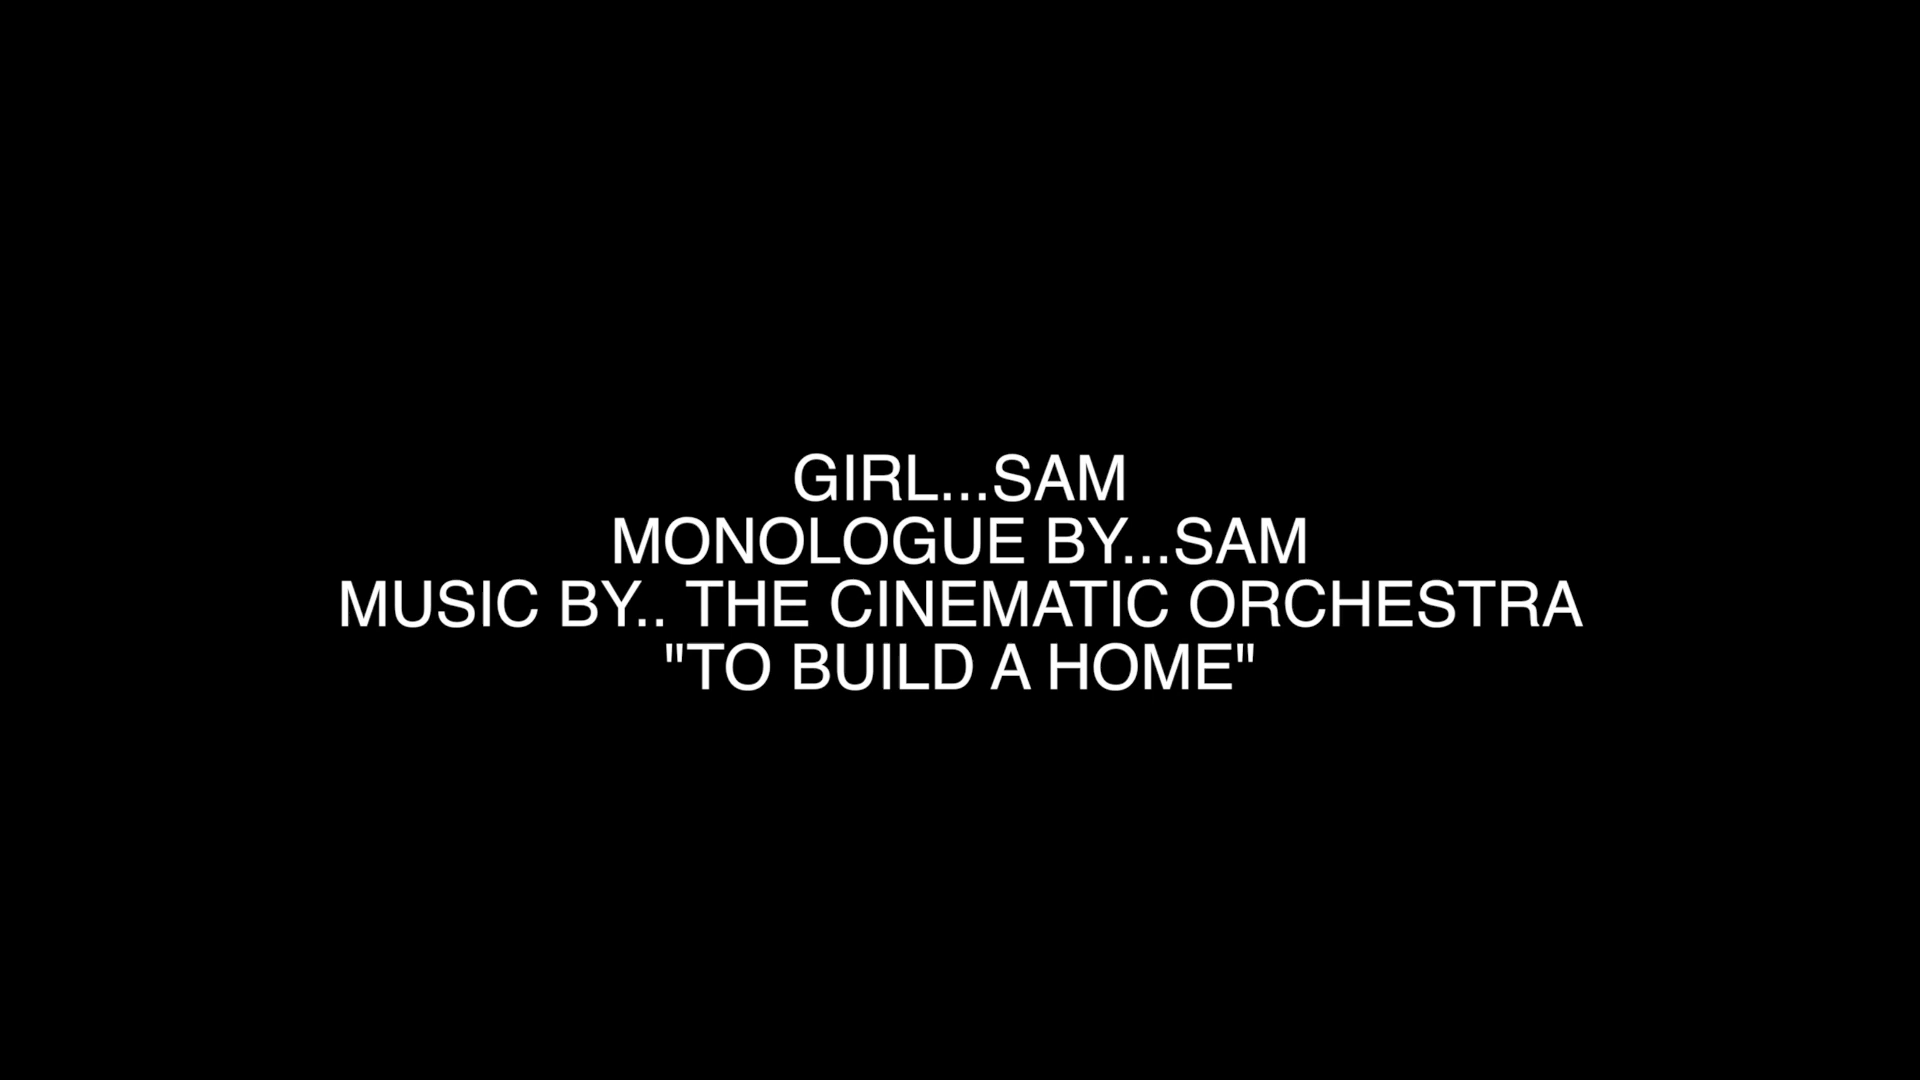 GIRL...SAM
MONOLOGUE BY...SAM
MUSIC BY.. THE CINEMATIC ORCHESTRA
"TO BUILD A HOME"